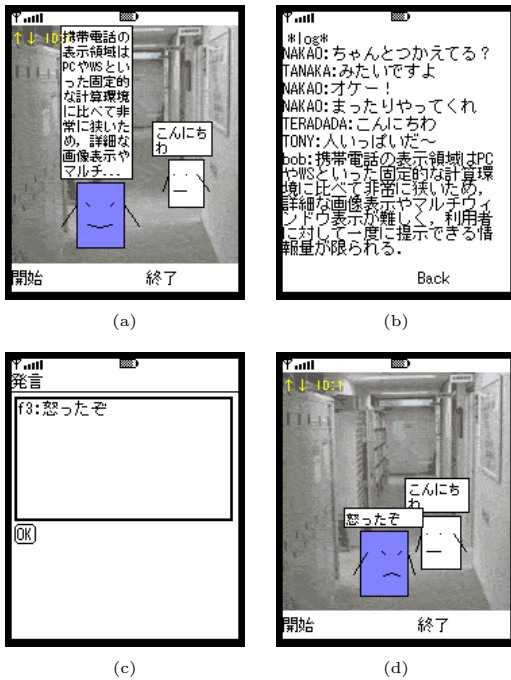 ↑↓ ID:
携帯電話の
表示領域は
PCやWSとい
った固定的
な計算環境
に比べて非
常に狭いた
め，詳細な
画像表示や
マルチ...
こんにち
わ
開始
終了
(a)
*log*
NAKAO:ちゃんとつかえてる？
TANAKA:みたいですよ
NAKAO:オケー！
NAKAO:まったりやってくれ
TERADADA:こんにちわ
TONY:人いっぱいだ～
bob:携帯電話の表示領域はPC
やWSといった固定的な計算環
境に比べて非常に狭いため，
詳細な画像表示やマルチウィ
ンドウ表示が難しく，利用者
に対して一度に提示できる情
報量が限られる．
Back
(b)
発言
f3:怒ったぞ
OK
(c)
↑↓ ID:1
こんにち
わ
怒ったぞ
開始
終了
(d)